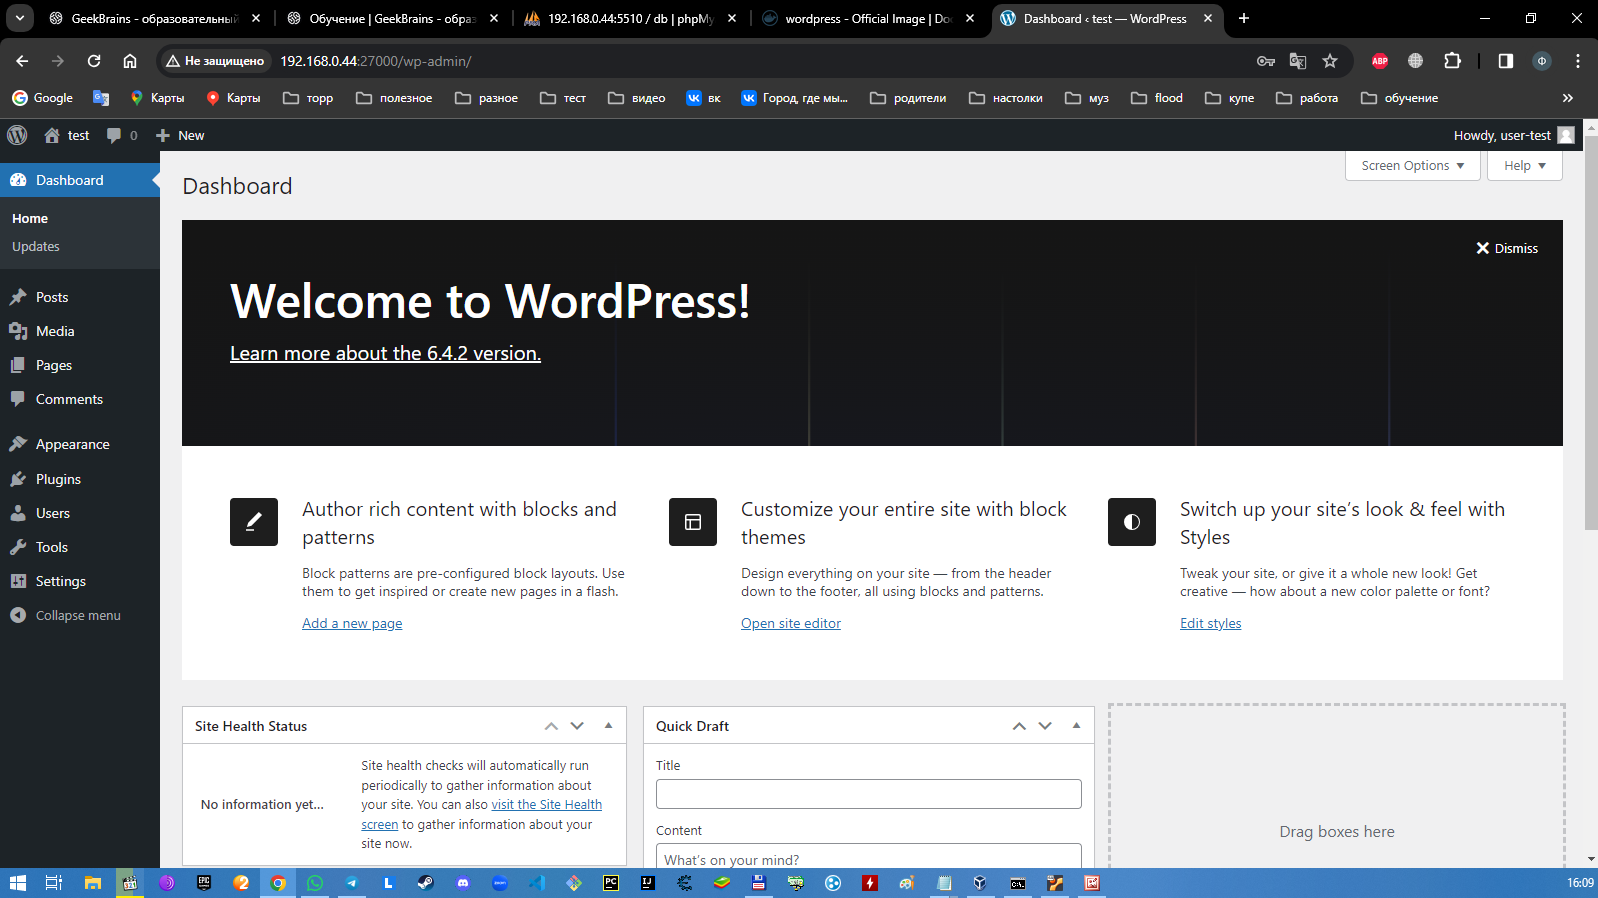 GeekBrains - образовательный
Обучение | GeekBrains - образ
192.168.0.44:5510 / db | phpMy
wordpress - Official Image | Doc
Dashboard ‹ test — WordPress
Не защищено
192.168.0.44:27000/wp-admin/
ABP
Ф
Google
Карты
Карты
торр
полезное
разное
тест
видео
вк
Город, где мы...
родители
настолки
муз
flood
купе
работа
обучение
»
test
0
New
Howdy, user-test
Dashboard
Home
Updates
Posts
Media
Pages
Comments
Appearance
Plugins
Users
Tools
Settings
Collapse menu
Screen Options
Help
Dashboard
Dismiss
Welcome to WordPress!
Learn more about the 6.4.2 version.
Author rich content with blocks and
patterns
Block patterns are pre-configured block layouts. Use
them to get inspired or create new pages in a flash.
Add a new page
Customize your entire site with block
themes
Design everything on your site — from the header
down to the footer, all using blocks and patterns.
Open site editor
Switch up your site’s look & feel with
Styles
Tweak your site, or give it a whole new look! Get
creative — how about a new color palette or font?
Edit styles
Site Health Status
No information yet...
Site health checks will automatically run
periodically to gather information about
your site. You can also visit the Site Health
screen to gather information about your
site now.
Quick Draft
Title
Content
What’s on your mind?
Drag boxes here
16:09